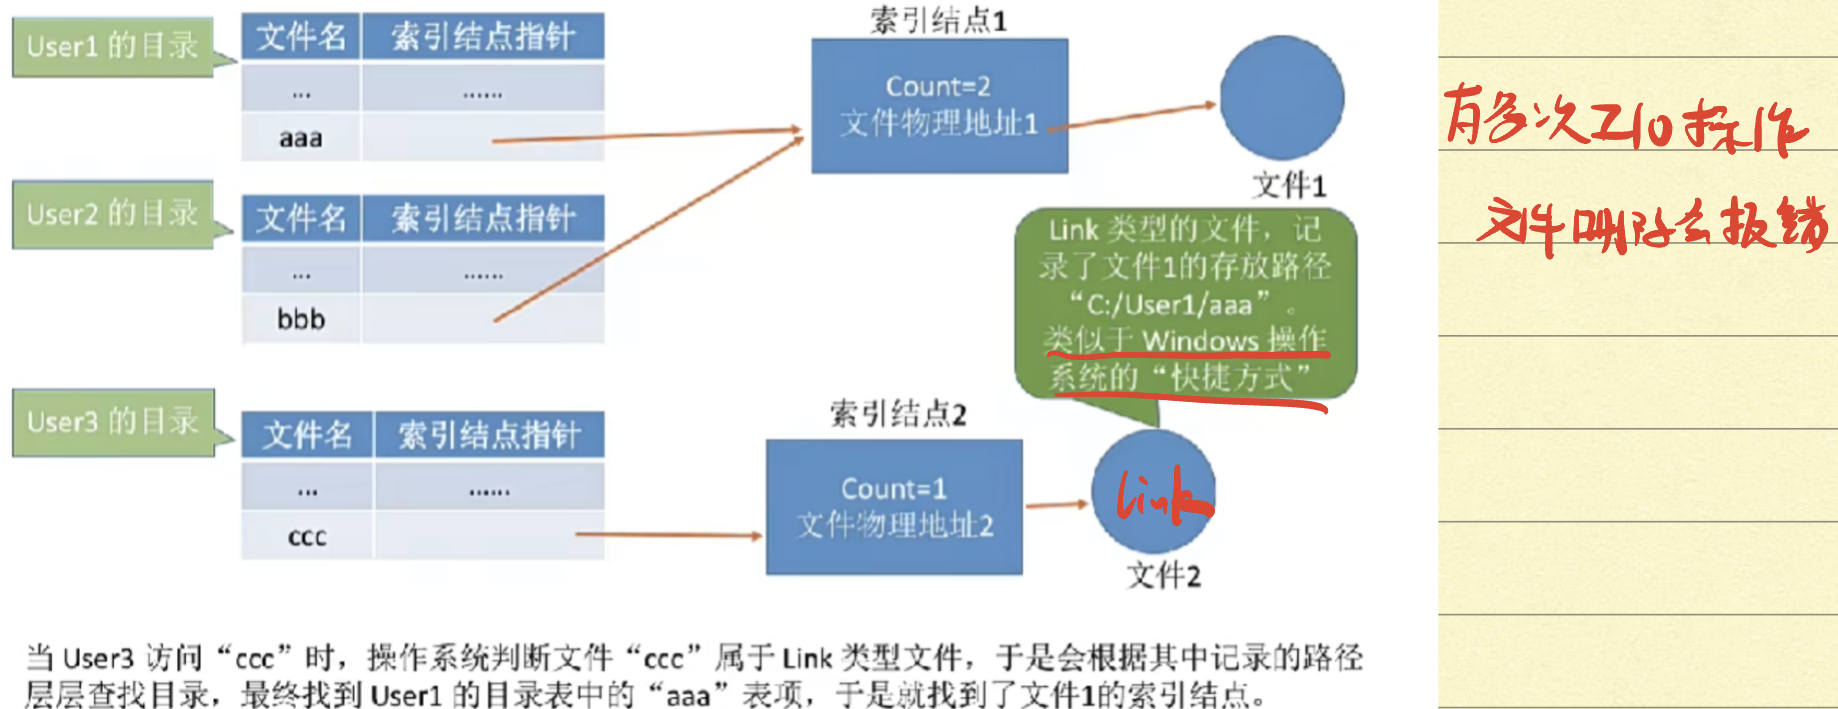 User1 的目录
文件名 索引结点指针
... ......
aaa
User2 的目录
文件名 索引结点指针
... ......
bbb
User3 的目录
文件名 索引结点指针
... ......
ccc
索引结点1
Count=2
文件物理地址1
文件1
Link 类型的文件，记
录了文件1的存放路径
“C:/User1/aaa”。
类似于 Windows 操作
系统的“快捷方式”
索引结点2
Count=1
文件物理地址2
link
文件2
有多次I/O操作
文件删除会报错
当 User3 访问“ccc”时，操作系统判断文件“ccc”属于 Link 类型文件，于是会根据其中记录的路径
层层查找目录，最终找到 User1 的目录表中的“aaa”表项，于是就找到了文件1的索引结点。